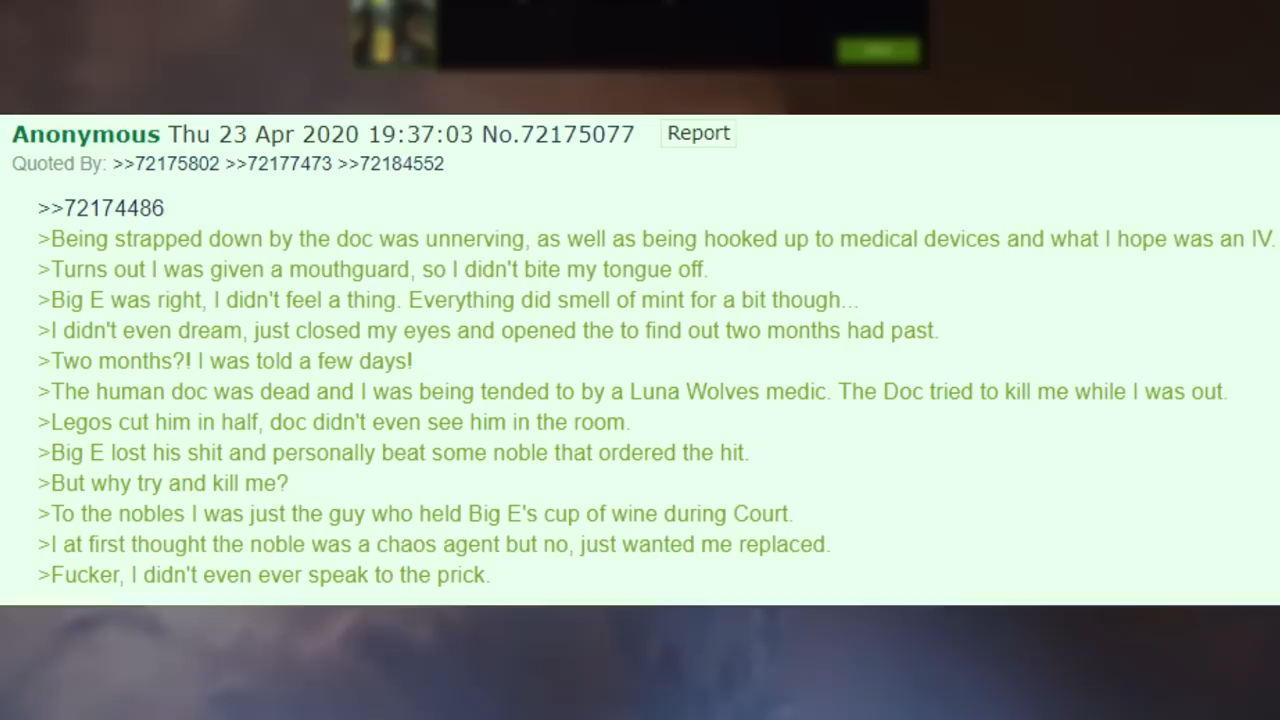 Anonymous Thu 23 Apr 2020 19:37:03 No.72175077 Report
Quoted By: >>72175802 >>72177473 >>72184552
>>72174486
>Being strapped down by the doc was unnerving, as well as being hooked up to medical devices and what I hope was an IV.
>Turns out I was given a mouthguard, so I didn't bite my tongue off.
>Big E was right, I didn't feel a thing. Everything did smell of mint for a bit though...
>I didn't even dream, just closed my eyes and opened the to find out two months had past.
>Two months?! I was told a few days!
>The human doc was dead and I was being tended to by a Luna Wolves medic. The Doc tried to kill me while I was out.
>Legos cut him in half, doc didn't even see him in the room.
>Big E lost his shit and personally beat some noble that ordered the hit.
>But why try and kill me?
>To the nobles I was just the guy who held Big E's cup of wine during Court.
>I at first thought the noble was a chaos agent but no, just wanted me replaced.
>Fucker, I didn't even ever speak to the prick.